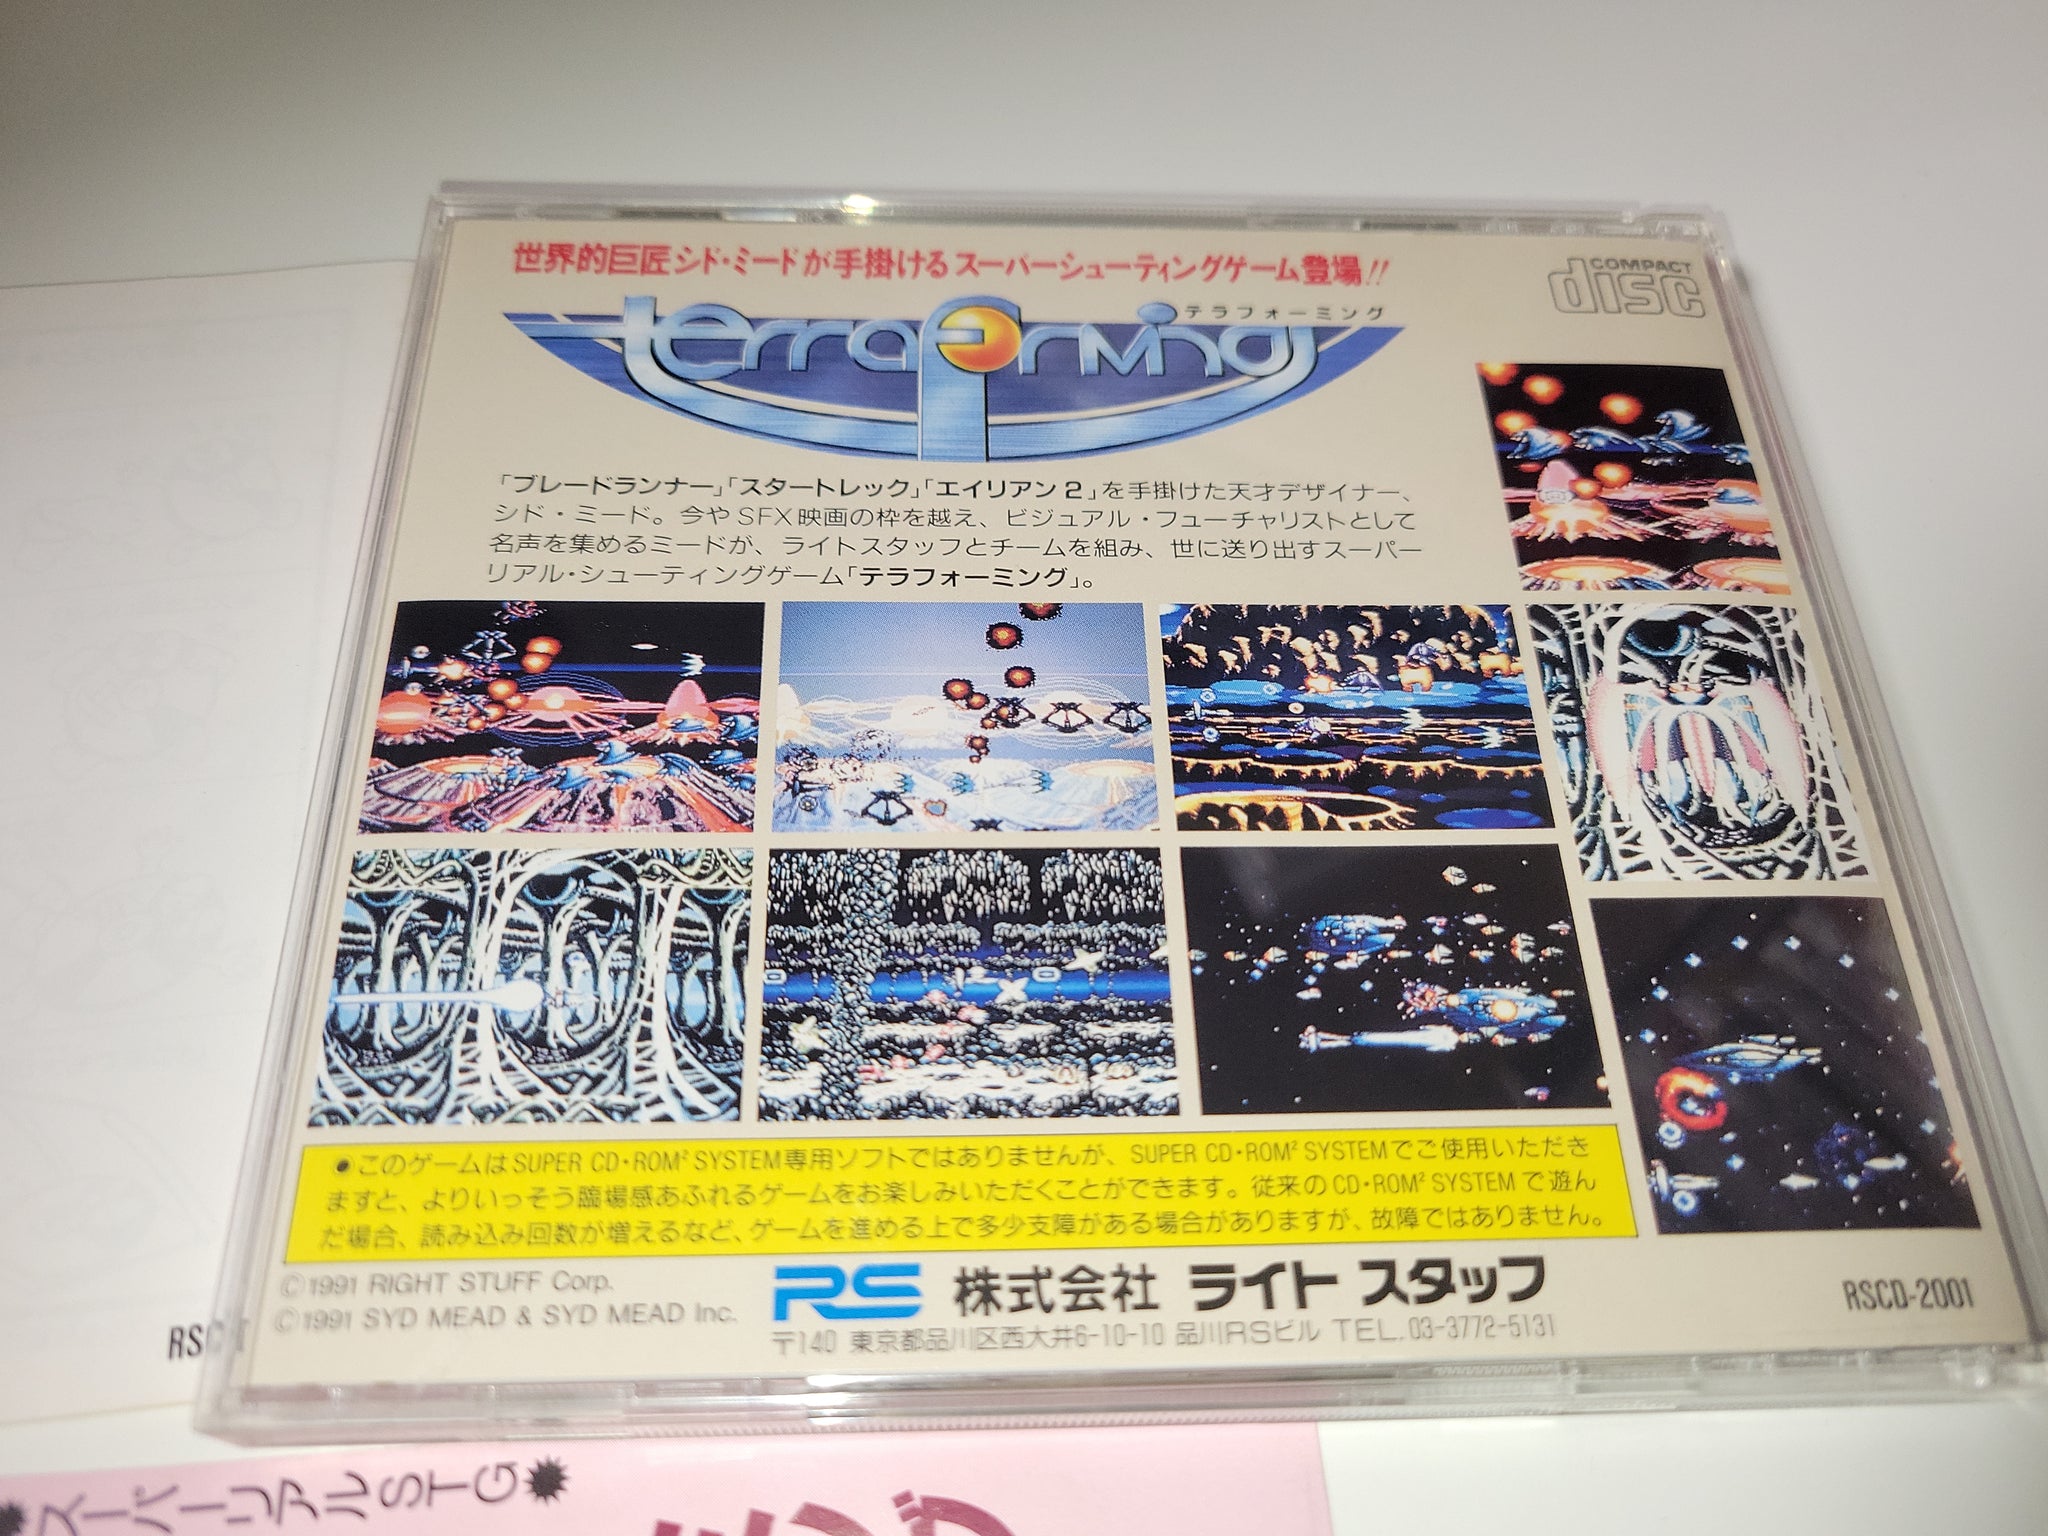 世界的巨匠シド・ミードが手掛けるスーパーシューティングゲーム登場!!
COMPACT
disc
テラフォーミング
terraforming
「ブレードランナー」「スタートレック」「エイリアン2」を手掛けた天才デザイナー、
シド・ミード。今やSFX映画の枠を越え、ビジュアル・フューチャリストとして
名声を集めるミードが、ライトスタッフとチームを組み、世に送り出すスーパー
リアル・シューティングゲーム「テラフォーミング」。
●このゲームはSUPER CD・ROM² SYSTEM専用ソフトではありませんが、SUPER CD・ROM² SYSTEMでご使用いただき
ますと、よりいっそう臨場感あふれるゲームをお楽しみいただくことができます。従来のCD・ROM² SYSTEMで遊ん
だ場合、読み込み回数が増えるなど、ゲームを進める上で多少支障がある場合がありますが、故障ではありません。
©1991 RIGHT STUFF Corp.
©1991 SYD MEAD & SYD MEAD Inc.
RS 株式会社 ライト スタッフ
〒140 東京都品川区西大井6-10-10 品川RSビル TEL.03-3772-5131
RSCD-2001
スーパーリアルSTG
ミング